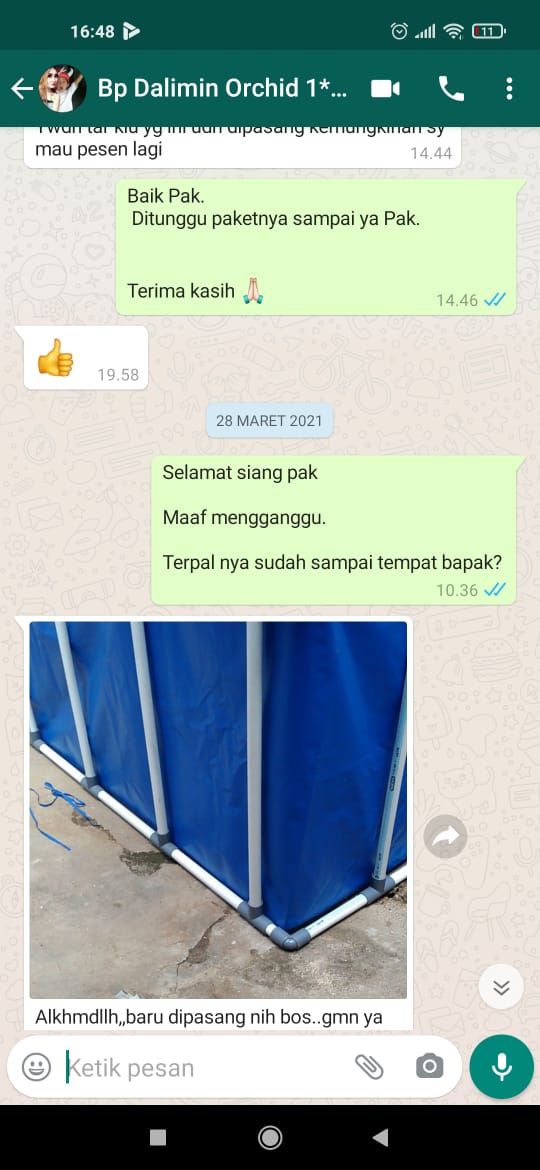 16:48
11
Bp Dalimin Orchid 1*...
mau pesen lagi
14.44
Baik Pak.
Ditunggu paketnya sampai ya Pak.
Terima kasih
14.46
19.58
28 MARET 2021
Selamat siang pak
Maaf mengganggu.
Terpal nya sudah sampai tempat bapak?
10.36
Alkhmdllh,,baru dipasang nih bos..gmn ya
Ketik pesan